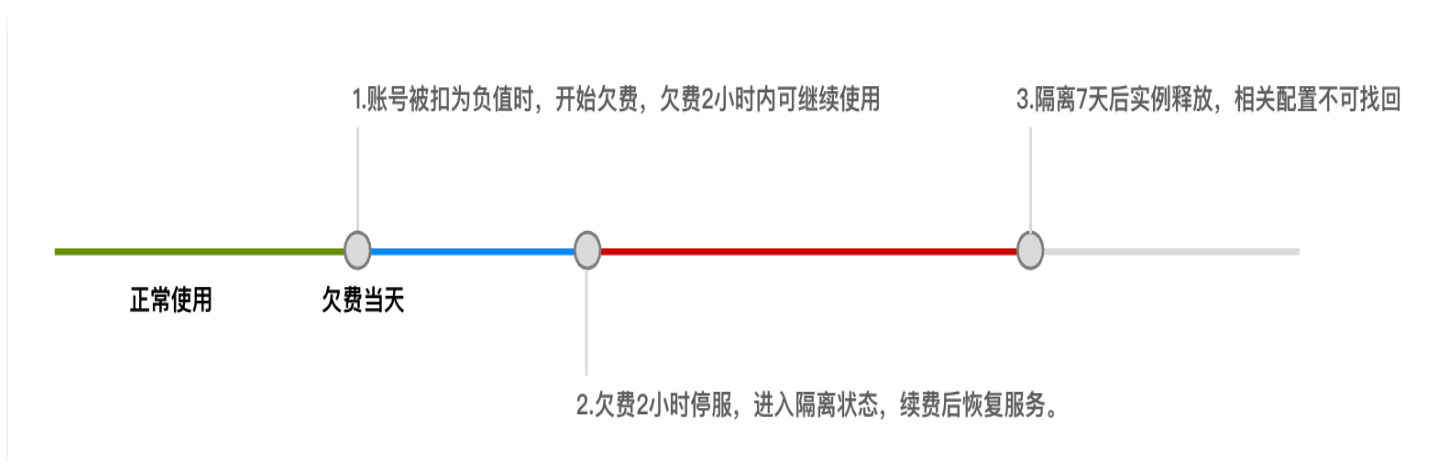 1.账号被扣为负值时，开始欠费，欠费2小时内可继续使用
3.隔离7天后实例释放，相关配置不可找回
正常使用
欠费当天
2.欠费2小时停服，进入隔离状态，续费后恢复服务。